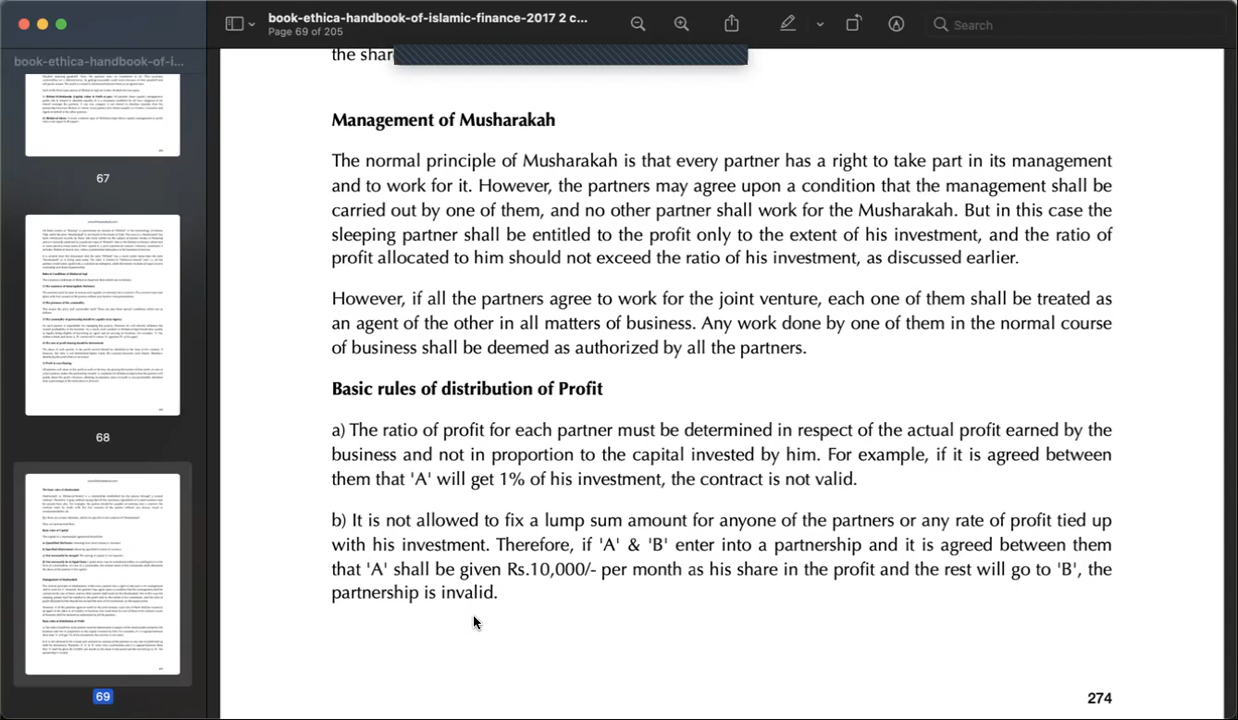 book-ethica-handbook-of-islamic-finance-2017 2 c...
Page 69 of 205
Search
book-ethica-handbook-of-i...
67
68
69
the shar
Management of Musharakah
The normal principle of Musharakah is that every partner has a right to take part in its management
and to work for it. However, the partners may agree upon a condition that the management shall be
carried out by one of them, and no other partner shall work for the Musharakah. But in this case the
sleeping partner shall be entitled to the profit only to the extent of his investment, and the ratio of
profit allocated to him should not exceed the ratio of his investment, as discussed earlier.
However, if all the partners agree to work for the joint venture, each one of them shall be treated as
an agent of the other in all matters of business. Any work done by one of them in the normal course
of business shall be deemed as authorized by all the partners.
Basic rules of distribution of Profit
a) The ratio of profit for each partner must be determined in respect of the actual profit earned by the
business and not in proportion to the capital invested by him. For example, if it is agreed between
them that 'A' will get 1% of his investment, the contract is not valid.
b) It is not allowed to fix a lump sum amount for anyone of the partners or any rate of profit tied up
with his investment. Therefore, if 'A' & 'B' enter into a partnership and it is agreed between them
that 'A' shall be given Rs.10,000/- per month as his share in the profit and the rest will go to 'B', the
partnership is invalid.
274